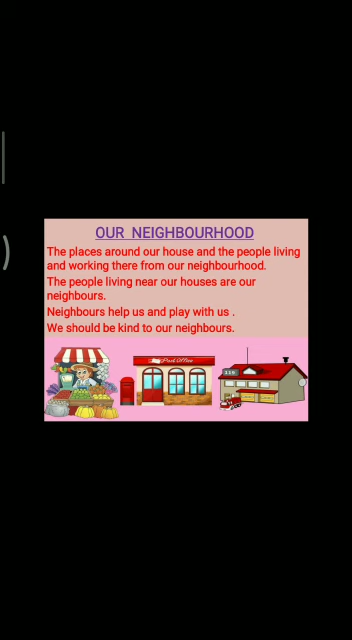 OUR NEIGHBOURHOOD
The places around our house and the people living
and working there from our neighbourhood.
The people living near our houses are our
neighbours.
Neighbours help us and play with us .
We should be kind to our neighbours.
Post Office